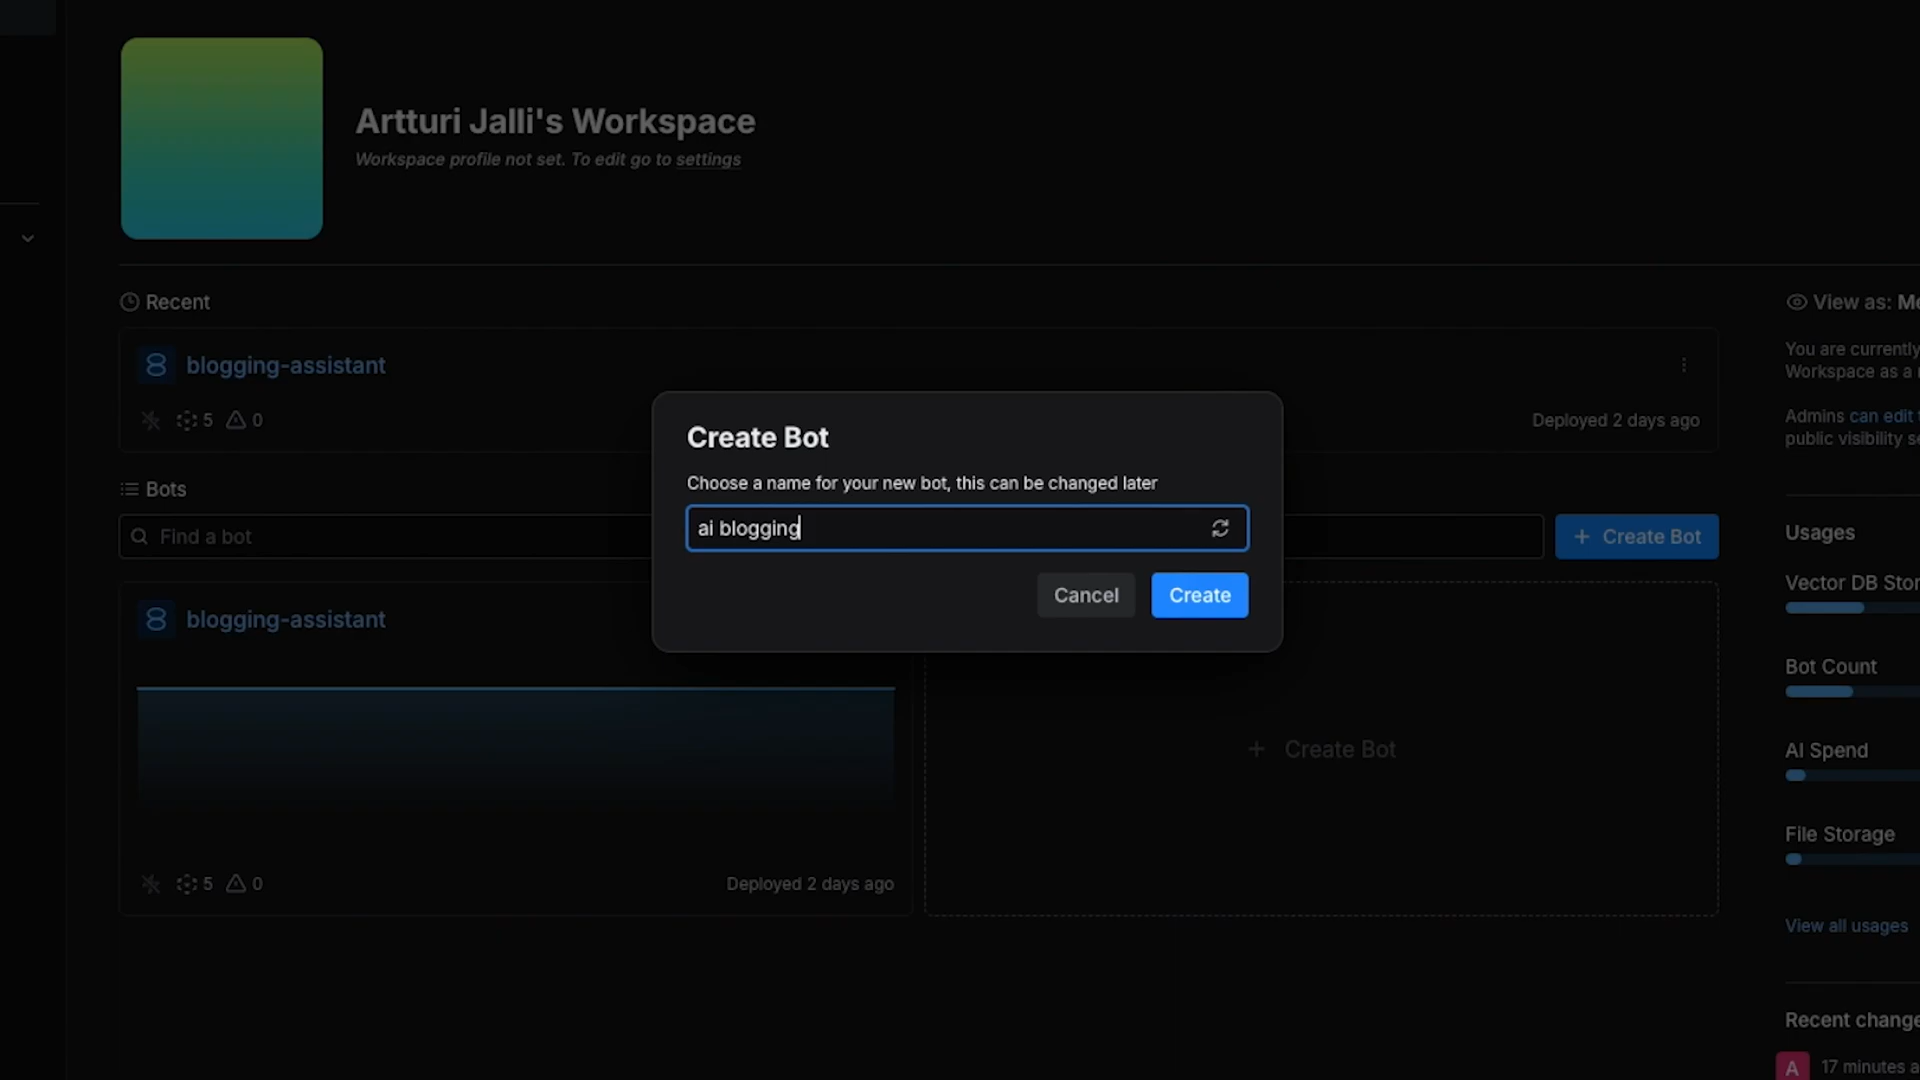 Artturi Jalli's Workspace
Workspace profile not set. To edit go to settings
Recent
blogging-assistant
5 0
Deployed 2 days ago
Bots
Find a bot
+ Create Bot
blogging-assistant
5 0
Deployed 2 days ago
+ Create Bot
Create Bot
Choose a name for your new bot, this can be changed later
ai blogging
Cancel
Create
View as:
You are currently
Workspace as a
Admins can edit
public visibility
Usages
Vector DB
Bot Count
AI Spend
File Storage
View all usages
Recent
A 17 minutes